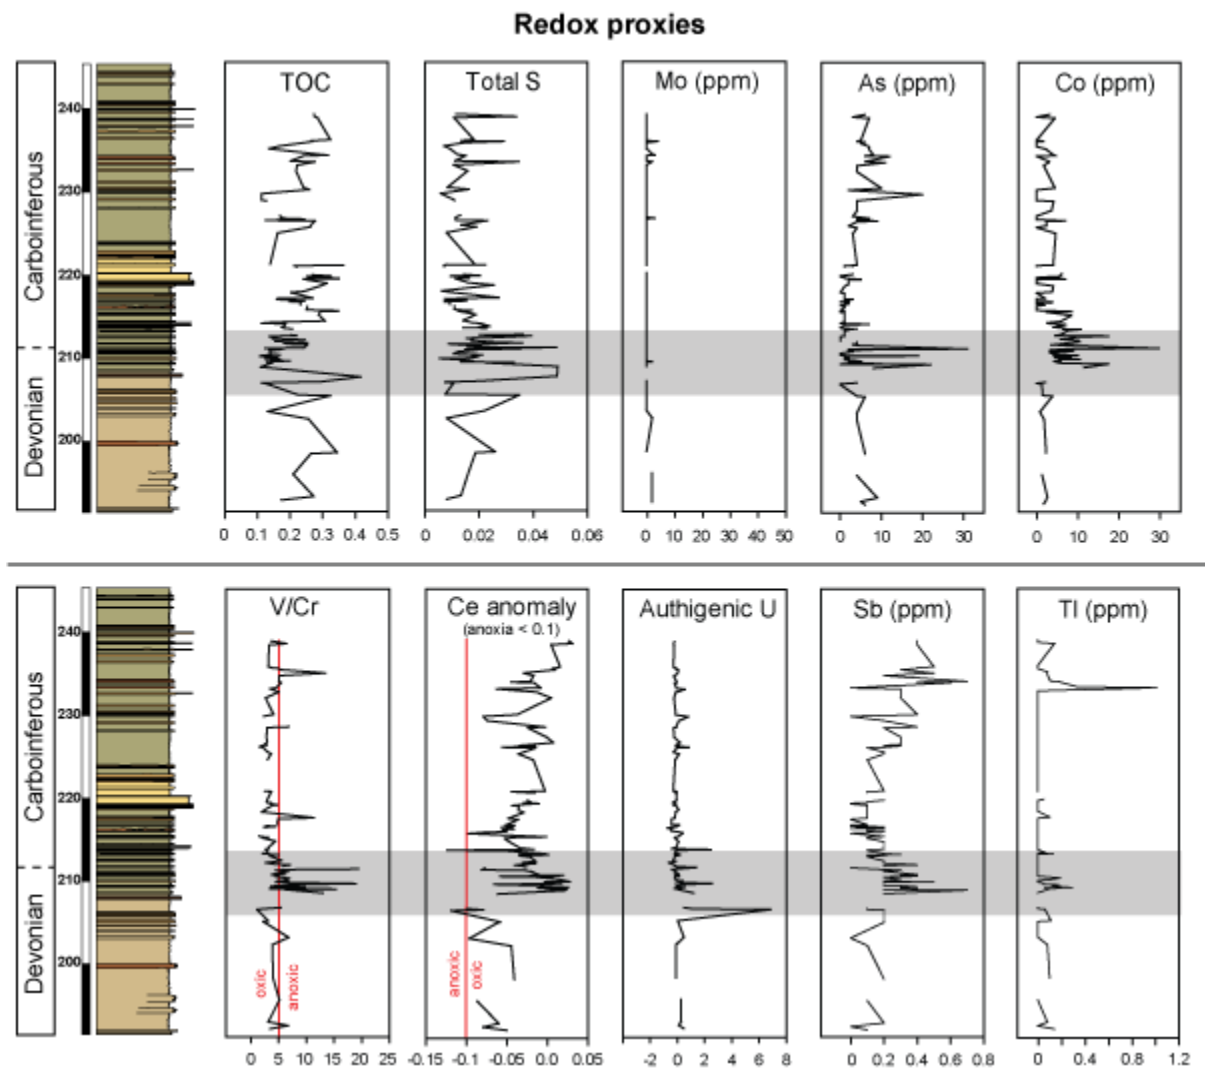 Redox proxies
TOC
Total S
Mo (ppm)
As (ppm)
Co (ppm)
Carboinferous
Devonian
240
230
220
210
200
0 0.1 0.2 0.3 0.4 0.5
0 0.02 0.04 0.06
0 10 20 30 40 50
0 10 20 30
0 10 20 30
V/Cr
Ce anomaly
(anoxia < 0.1)
Authigenic U
Sb (ppm)
Tl (ppm)
Carboinferous
Devonian
240
230
220
210
200
oxic
anoxic
anoxic
oxic
0 5 10 15 20 25
-0.15 -0.1 -0.05 0.0 0.05
-2 0 2 4 6 8
0 0.2 0.4 0.6 0.8
0 0.4 0.8 1.2